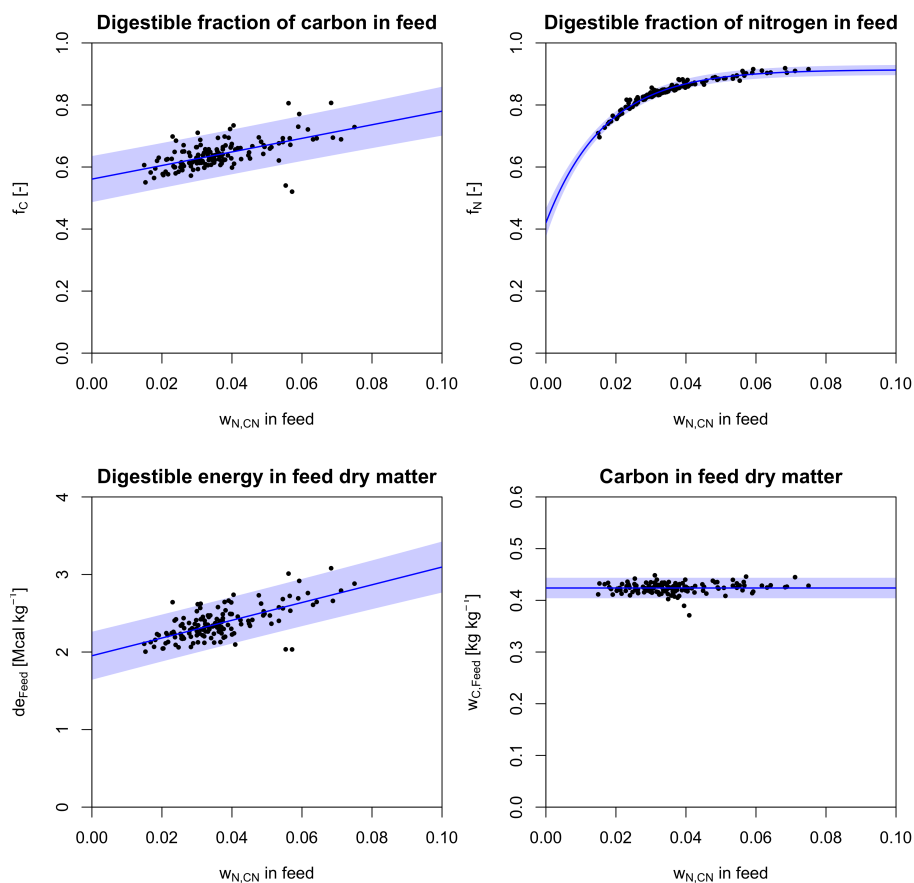 Digestible fraction of carbon in feed
1.0
0.8
0.6
0.4
0.2
0.0
f_C [-]
0.00 0.02 0.04 0.06 0.08 0.10
w_N,CN in feed
Digestible fraction of nitrogen in feed
1.0
0.8
0.6
0.4
0.2
0.0
f_N [-]
0.00 0.02 0.04 0.06 0.08 0.10
w_N,CN in feed
Digestible energy in feed dry matter
4
3
2
1
0
de_Feed [Mcal kg⁻¹]
0.00 0.02 0.04 0.06 0.08 0.10
w_N,CN in feed
Carbon in feed dry matter
0.6
0.5
0.4
0.3
0.2
0.1
0.0
w_C,Feed [kg kg⁻¹]
0.00 0.02 0.04 0.06 0.08 0.10
w_N,CN in feed